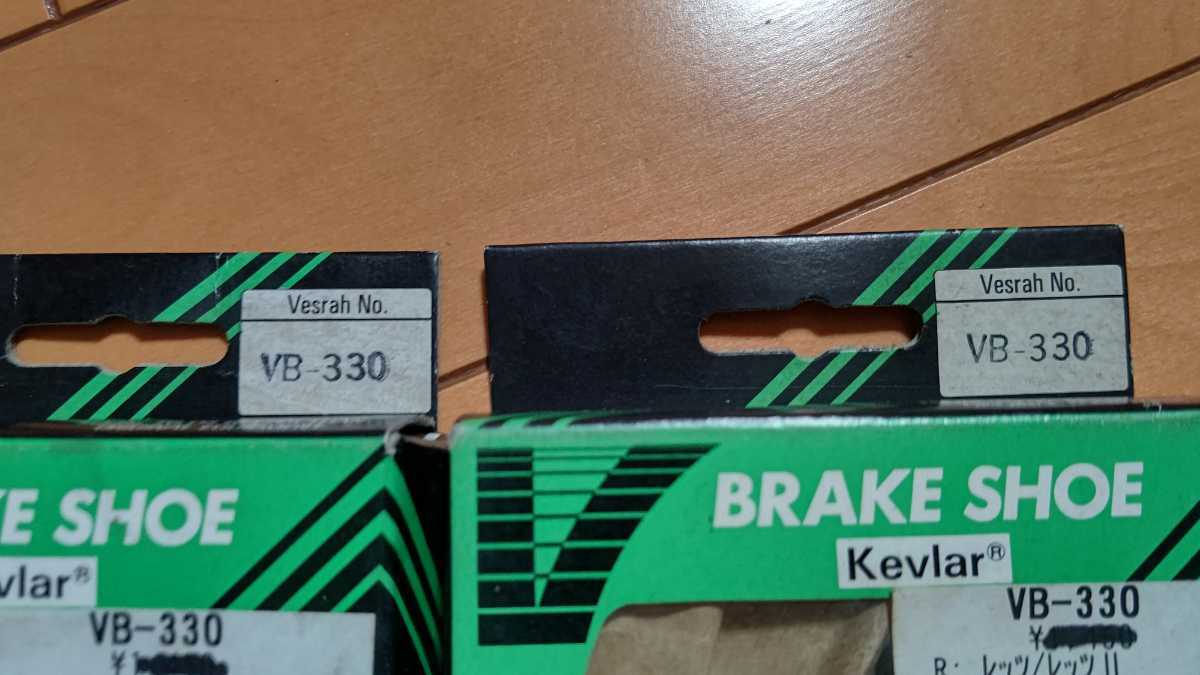 Vesrah No.
VB-330
KE SHOE
vlar®
VB-330
Vesrah No.
VB-330
BRAKE SHOE
Kevlar®
VB-330
R: レッツ/レッツII